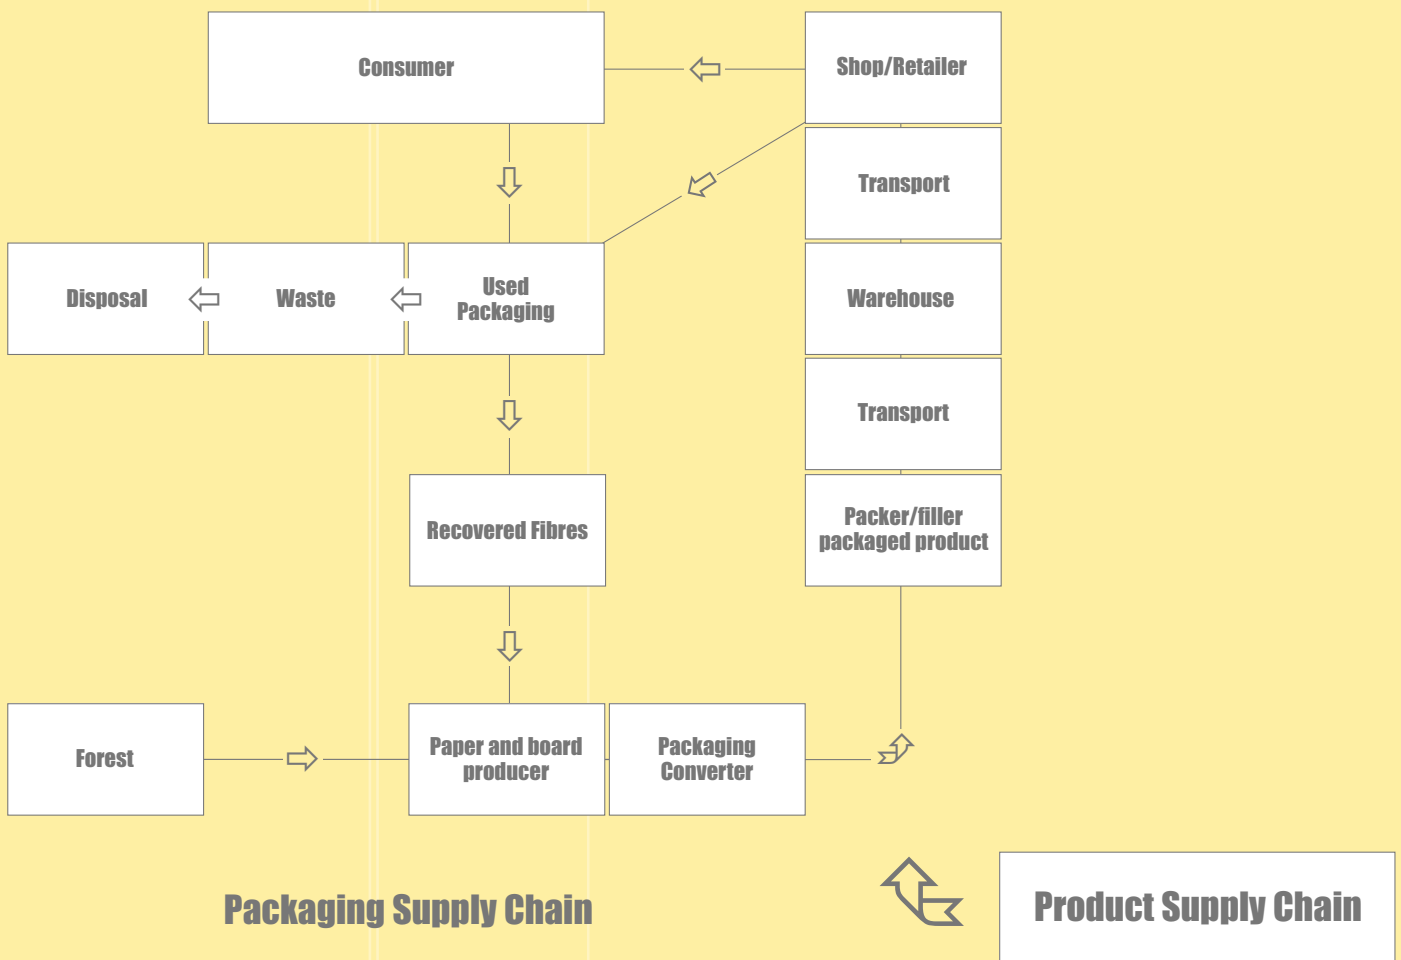 Consumer
Shop/Retailer
Transport
Disposal
Waste
Used
Packaging
Warehouse
Transport
Recovered Fibres
Packer/filler
packaged product
Forest
Paper and board
producer
Packaging
Converter
Packaging Supply Chain
Product Supply Chain